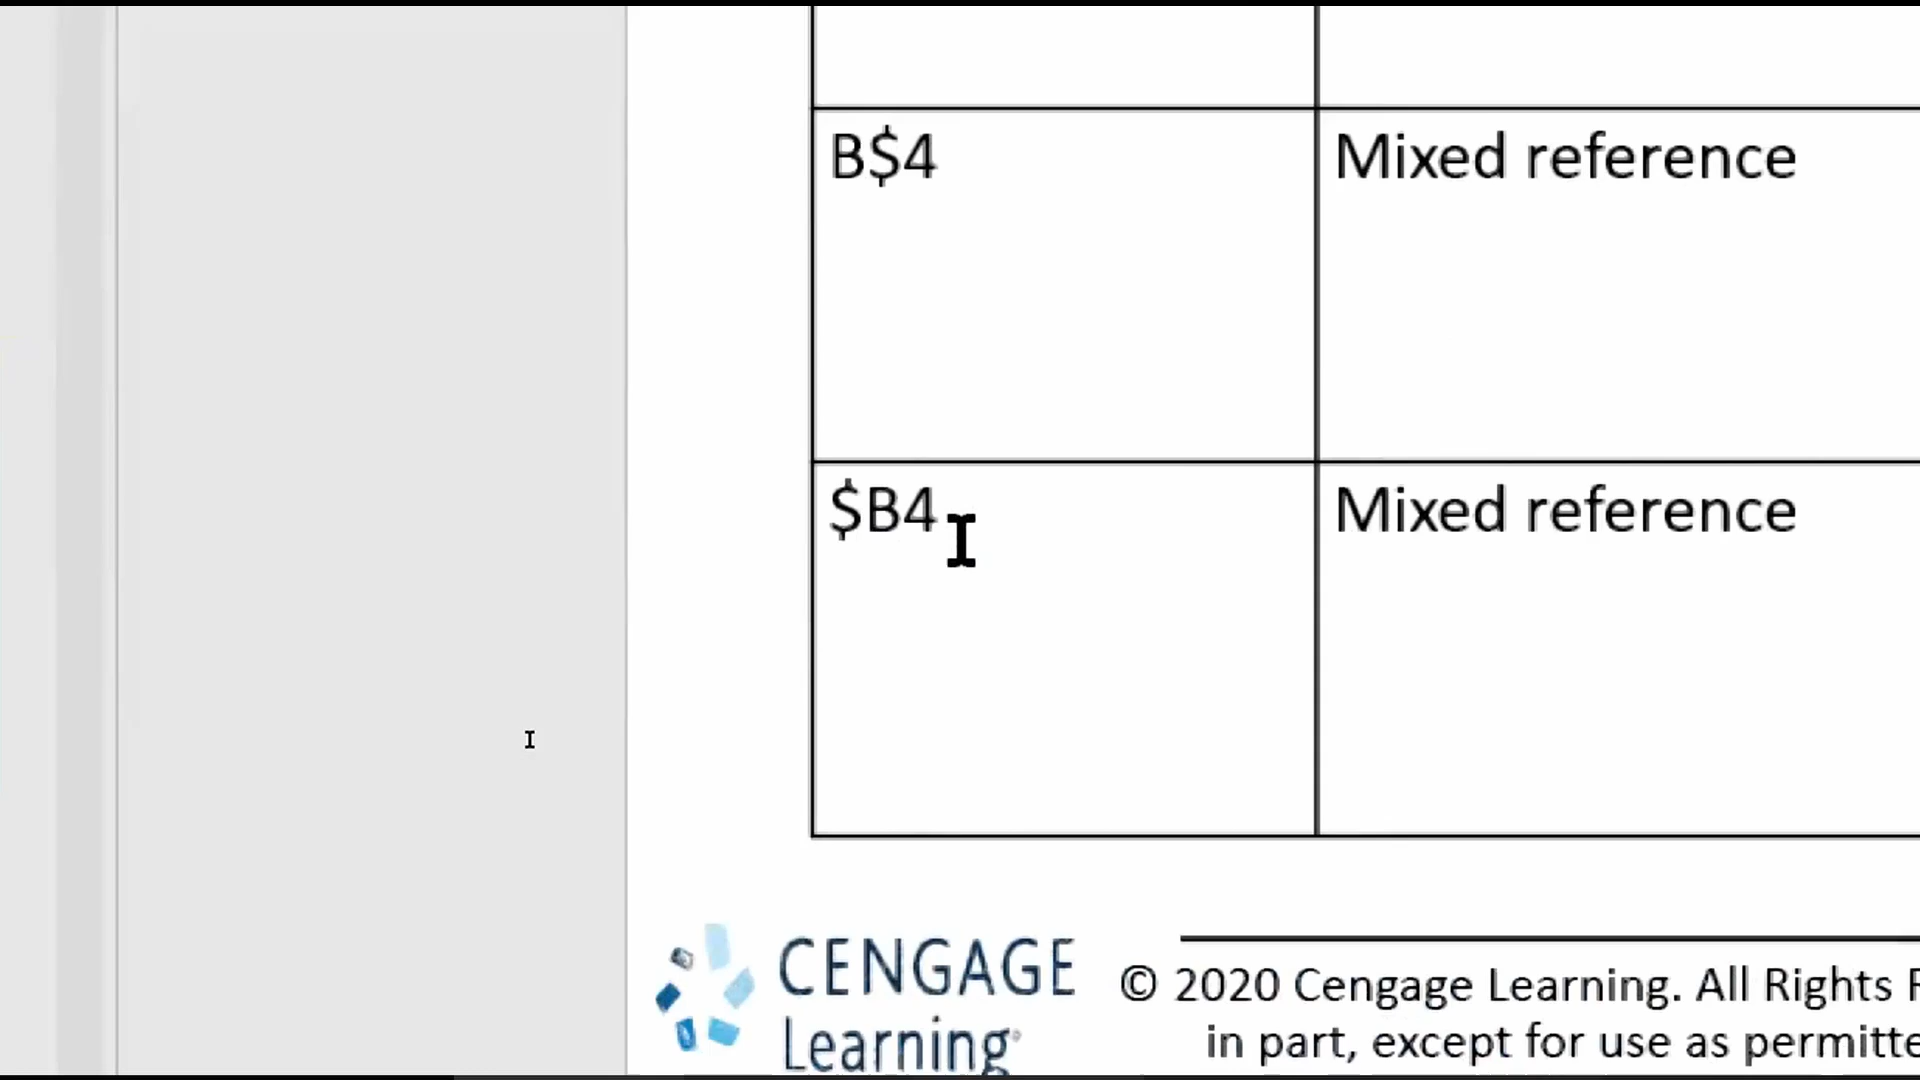 B$4 Mixed reference
$B4 Mixed reference
CENGAGE
Learning
© 2020 Cengage Learning. All Rights
in part, except for use as